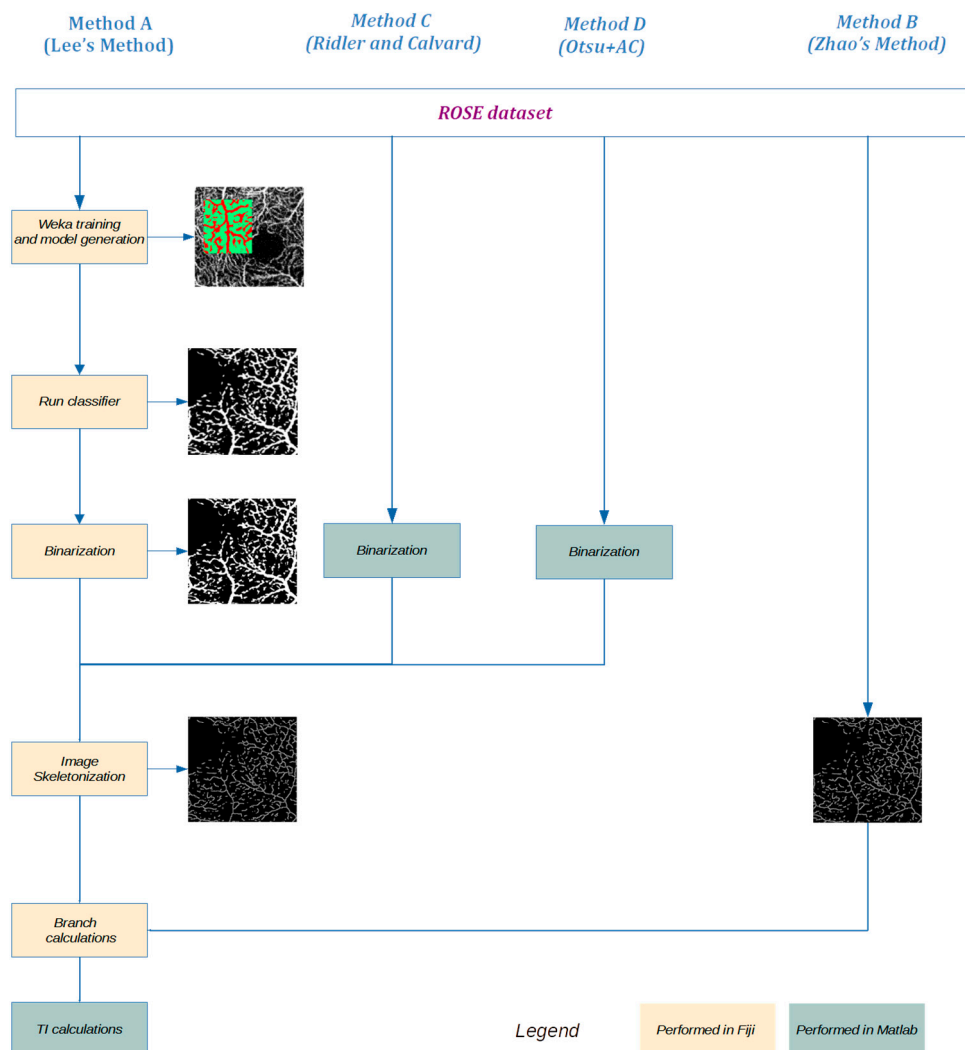 Method A
(Lee's Method)
Method C
(Ridler and Calvard)
Method D
(Otsu+AC)
Method B
(Zhao's Method)
ROSE dataset
Weka training
and model generation
Run classifier
Binarization
Binarization
Binarization
Image
Skeletonization
Branch
calculations
TI calculations
Legend
Performed in Fiji
Performed in Matlab